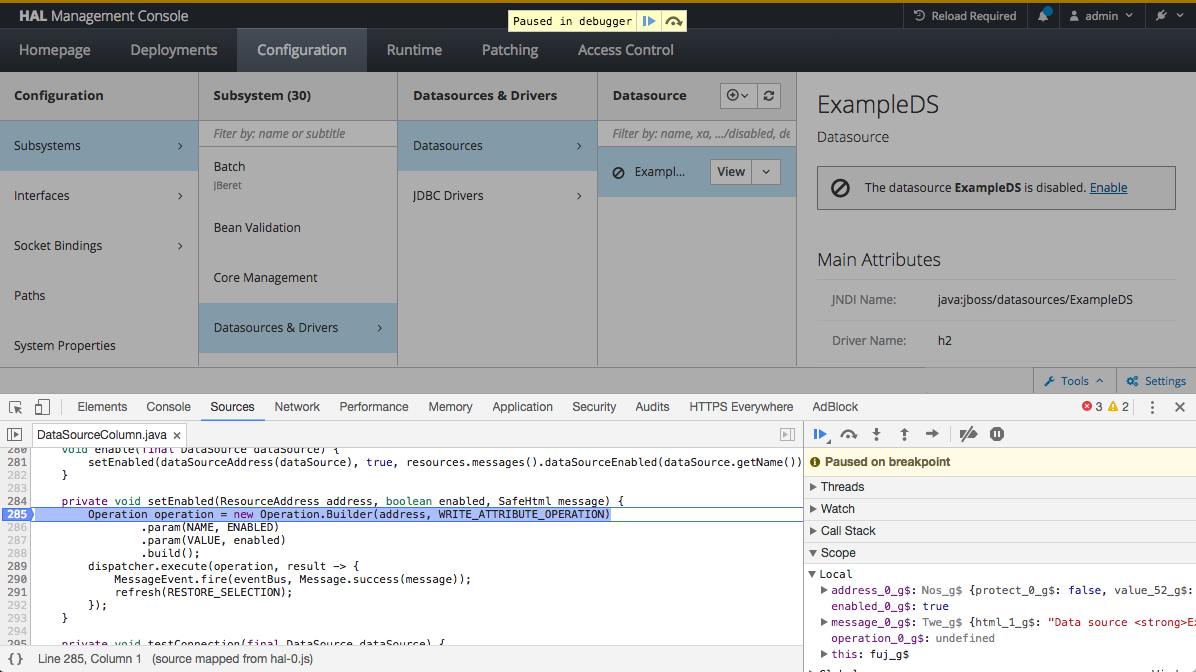 HAL Management Console
Paused in debugger
Reload Required
admin
Homepage Deployments Configuration Runtime Patching Access Control
Configuration
Subsystems
Interfaces
Socket Bindings
Paths
System Properties
Subsystem (30)
Fiter by: name or subtitle
Batch
JBeret
Bean Validation
Core Management
Datasources & Drivers
Datasources & Drivers
Datasources
JDBC Drivers
Datasource
Filter by: name, xa, .../disabled, de
Exampl... View
ExampleDS
Datasource
The datasource ExampleDS is disabled. Enable
Main Attributes
JNDI Name: java:jboss/datasources/ExampleDS
Driver Name: h2
Tools Settings
Elements Console Sources Network Performance Memory Application Security Audits HTTPS Everywhere AdBlock 3 2
DataSourceColumn.java ×
280 void enable(final DataSource dataSource) {
281 setEnabled(dataSourceAddress(dataSource), true, resources.messages().dataSourceEnabled(dataSource.getName())
282 }
283
284 private void setEnabled(ResourceAddress address, boolean enabled, SafeHtml message) {
285 Operation operation = new Operation.Builder(address, WRITE_ATTRIBUTE_OPERATION)
286 .param(NAME, ENABLED)
287 .param(VALUE, enabled)
288 .build();
289 dispatcher.execute(operation, result -> {
290 MessageEvent.fire(eventBus, Message.success(message));
291 refresh(RESTORE_SELECTION);
292 });
293 }
294
295 private void testConnection(final DataSource dataSource) {
{} Line 285, Column 1 (source mapped from hal-0.js)
Paused on breakpoint
Threads
Watch
Call Stack
Scope
Local
address_0_g$: Nos_g$ {protect_0_g$: false, value_52_g$:
enabled_0_g$: true
message_0_g$: Twe_g$ {html_1_g$: "Data source <strong>E
operation_0_g$: undefined
this: fuj_g$